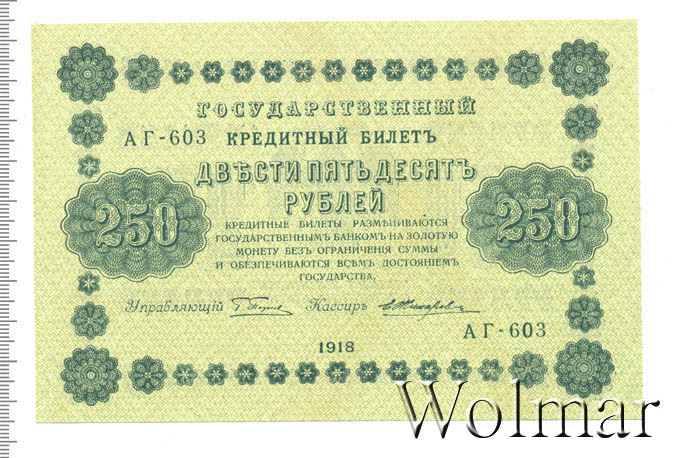 ГОСУДАРСТВЕННЫЙ
АГ-603 КРЕДИТНЫЙ БИЛЕТЪ
ДВѢСТИ ПЯТЬДЕСЯТЪ
РУБЛЕЙ
250 250
КРЕДИТНЫЕ БИЛЕТЫ РАЗМѢНИВАЮТСЯ
ГОСУДАРСТВЕННЫМЪ БАНКОМЪ НА ЗОЛОТУЮ
МОНЕТУ БЕЗЪ ОГРАНИЧЕНІЯ СУММЫ
И ОБЕЗПЕЧИВАЮТСЯ ВСѢМЪ ДОСТОЯНІЕМЪ
ГОСУДАРСТВА.
Управляющій Кассиръ
АГ-603
1918
Wolmar